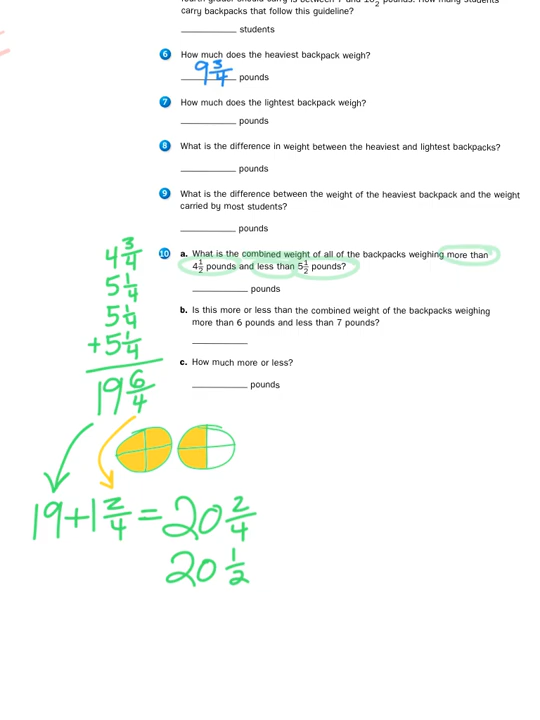 carry backpacks that follow this guideline?
students
6 How much does the heaviest backpack weigh?
9 3/4 pounds
7 How much does the lightest backpack weigh?
pounds
8 What is the difference in weight between the heaviest and lightest backpacks?
pounds
9 What is the difference between the weight of the heaviest backpack and the weight
carried by most students?
pounds
10 a. What is the combined weight of all of the backpacks weighing more than
4 1/2 pounds and less than 5 1/2 pounds?
pounds
b. Is this more or less than the combined weight of the backpacks weighing
more than 6 pounds and less than 7 pounds?
c. How much more or less?
pounds
4 3/4
5 1/4
5 1/4
+5 1/4
19 6/4
19+1 2/4=20 2/4
20 1/2